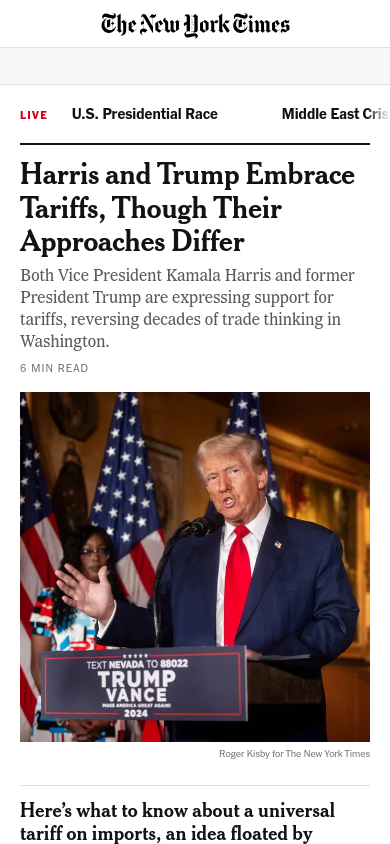 The New York Times
LIVE U.S. Presidential Race Middle East Cris
Harris and Trump Embrace
Tariffs, Though Their
Approaches Differ
Both Vice President Kamala Harris and former
President Trump are expressing support for
tariffs, reversing decades of trade thinking in
Washington.
6 MIN READ
TEXT NEVADA TO 88022
TRUMP
VANCE
MAKE AMERICA GREAT AGAIN!
2024
Roger Kisby for The New York Times
Here’s what to know about a universal
tariff on imports, an idea floated by